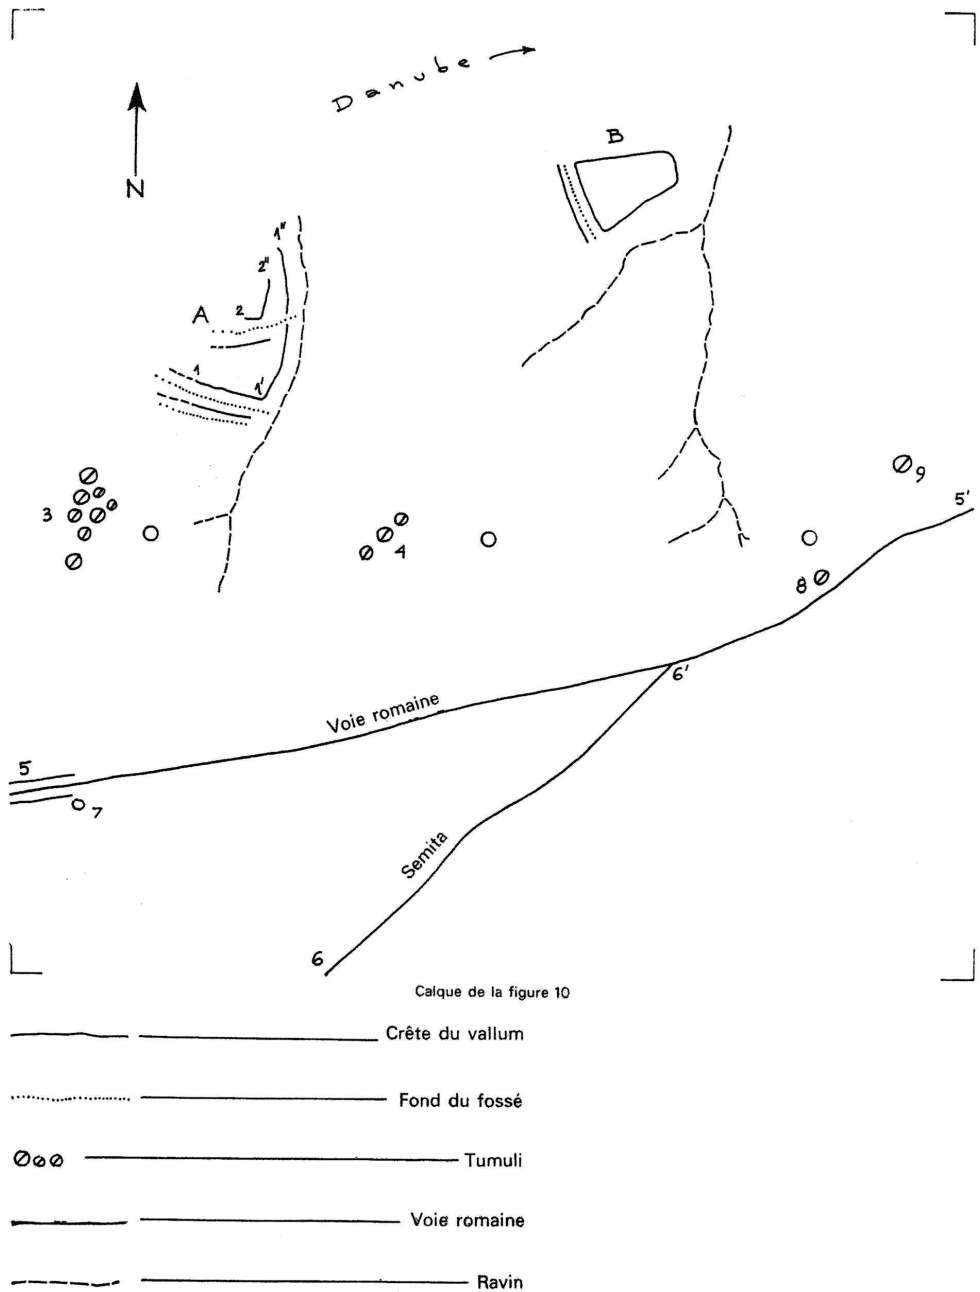 Danube
N
B
1"
2"
A
2
1
1'
3
4
9
5'
8
6'
Voie romaine
5
7
Semita
6
Calque de la figure 10
Crête du vallum
Fond du fossé
Tumuli
Voie romaine
Ravin